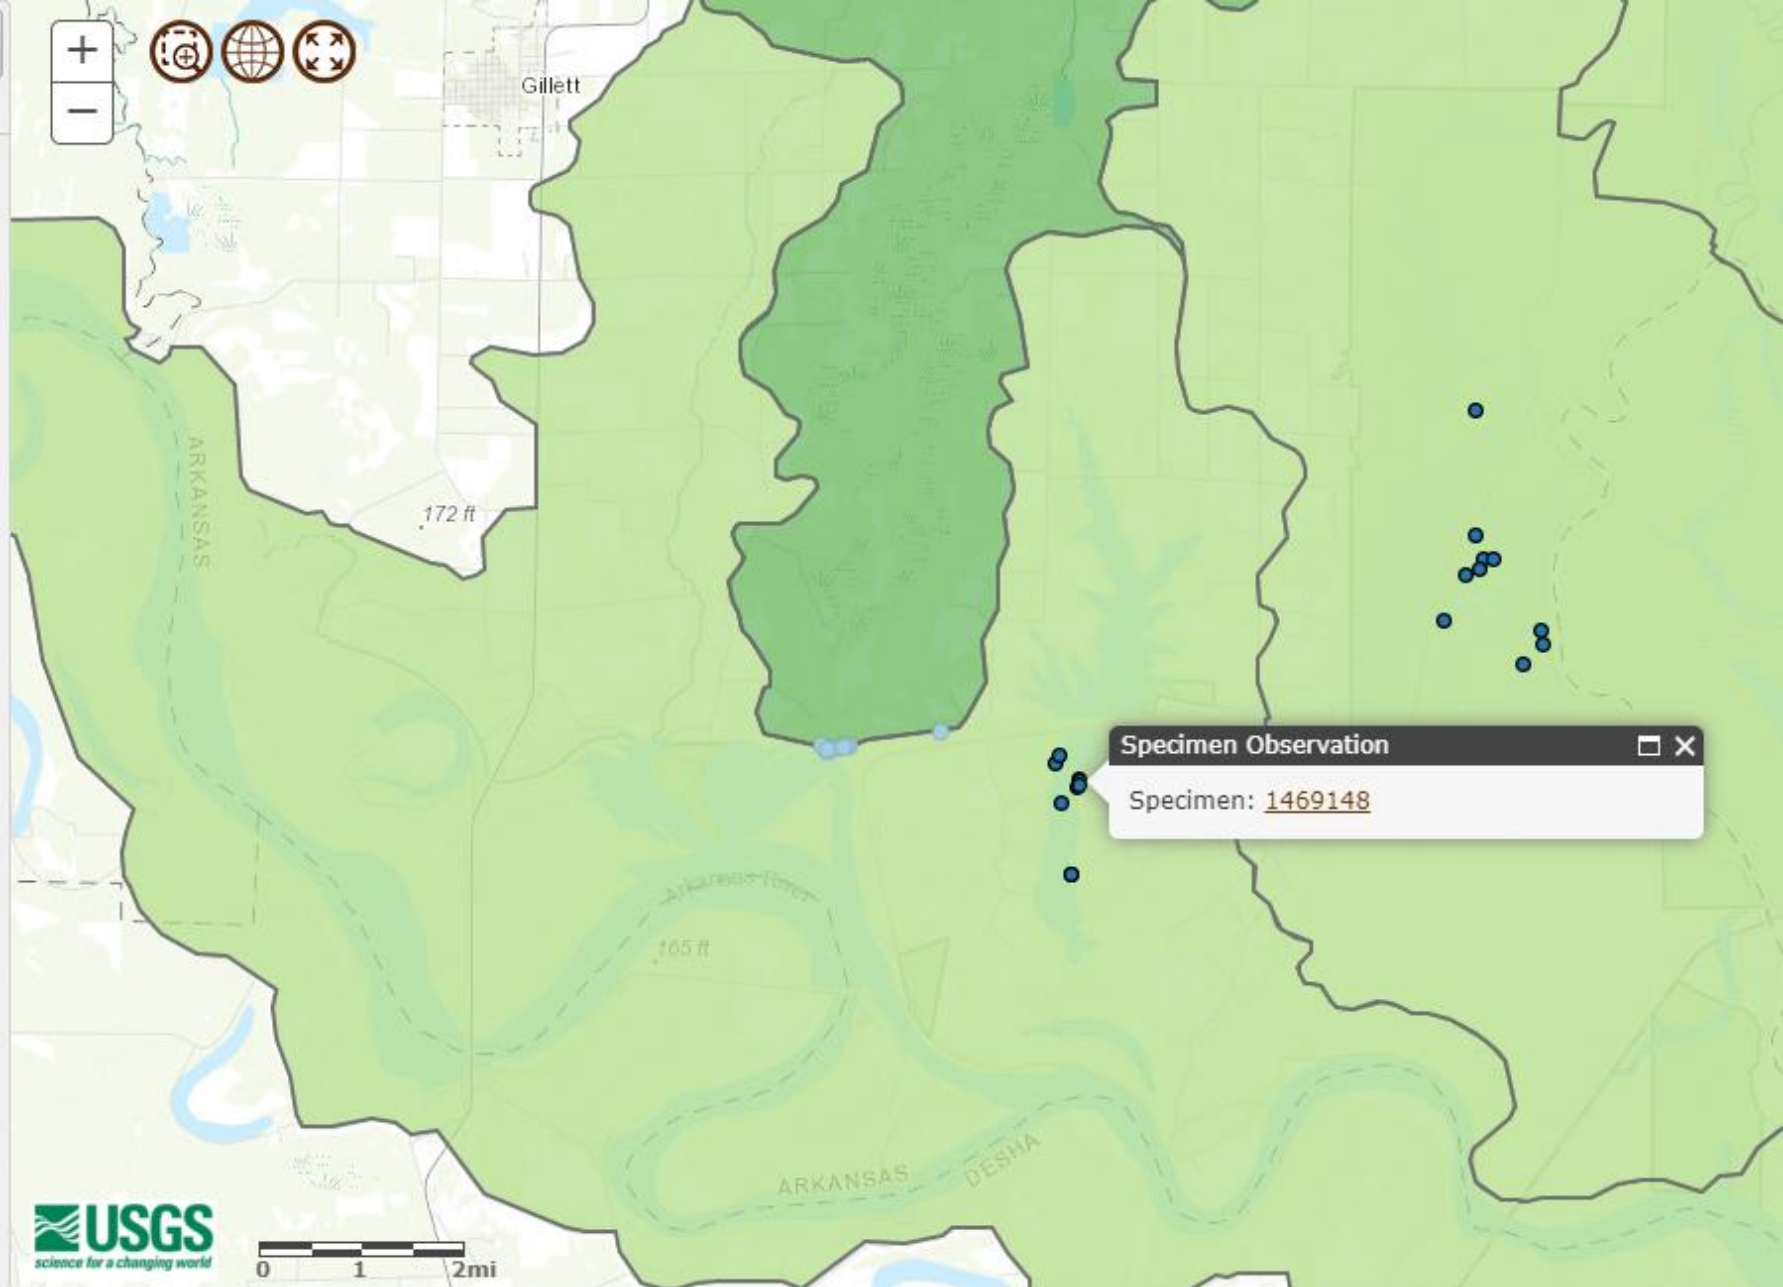 +
−
Gillett
ARKANSAS
172 ft
Specimen Observation
Specimen: 1469148
Arkansas River
165 ft
ARKANSAS
DESHA
USGS
science for a changing world
0 1 2mi